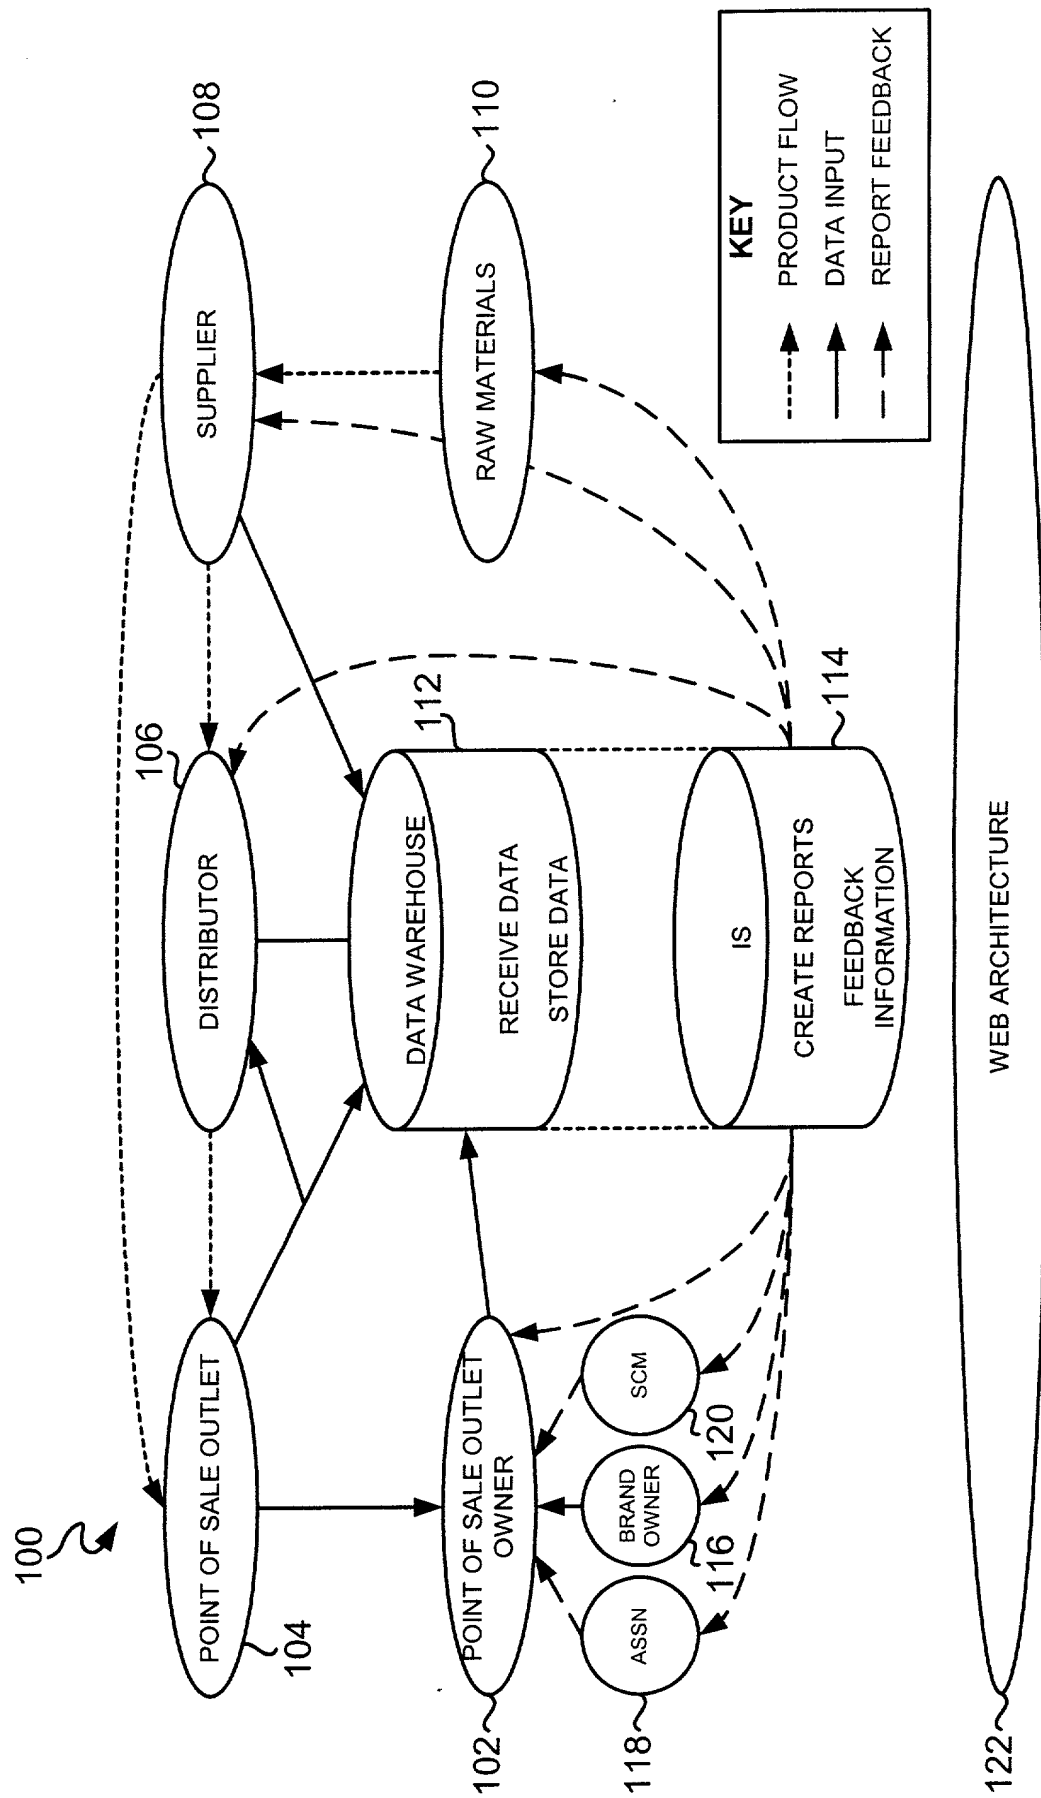 100
POINT OF SALE OUTLET
104
DISTRIBUTOR
106
SUPPLIER
108
POINT OF SALE OUTLET
OWNER
102
DATA WAREHOUSE
RECEIVE DATA
STORE DATA
112
RAW MATERIALS
110
ASSN
118
BRAND
OWNER
116
SCM
120
IS
CREATE REPORTS
FEEDBACK
INFORMATION
114
KEY
PRODUCT FLOW
DATA INPUT
REPORT FEEDBACK
WEB ARCHITECTURE
122